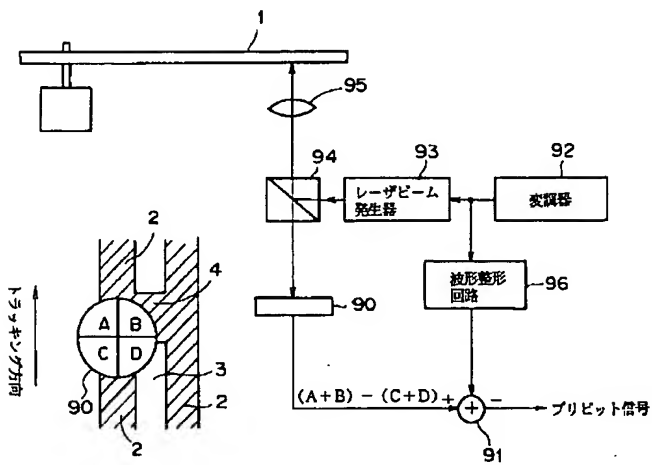 1
95
94
93
92
レーザビーム
発生器
変調器
2
4
波形整形
回路
96
トラッキング方向
A B
C D
90
3
90
2
2
(A+B)-(C+D)
+
-
+
プリピット信号
91